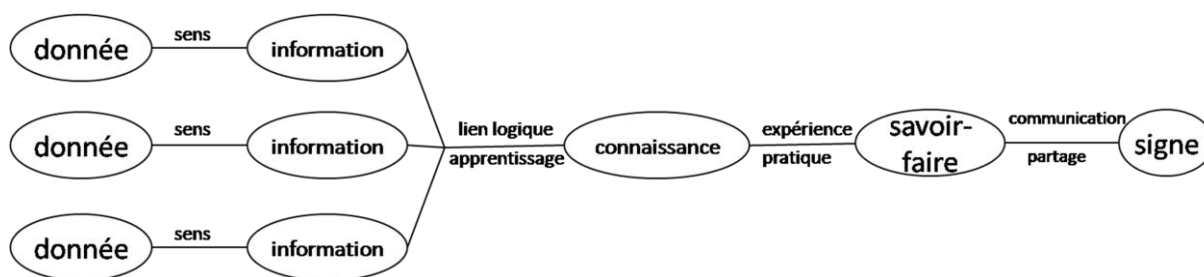 donnée
sens
information
donnée
sens
information
lien logique
apprentissage
connaissance
expérience
pratique
savoir-
faire
communication
partage
signe
donnée
sens
information